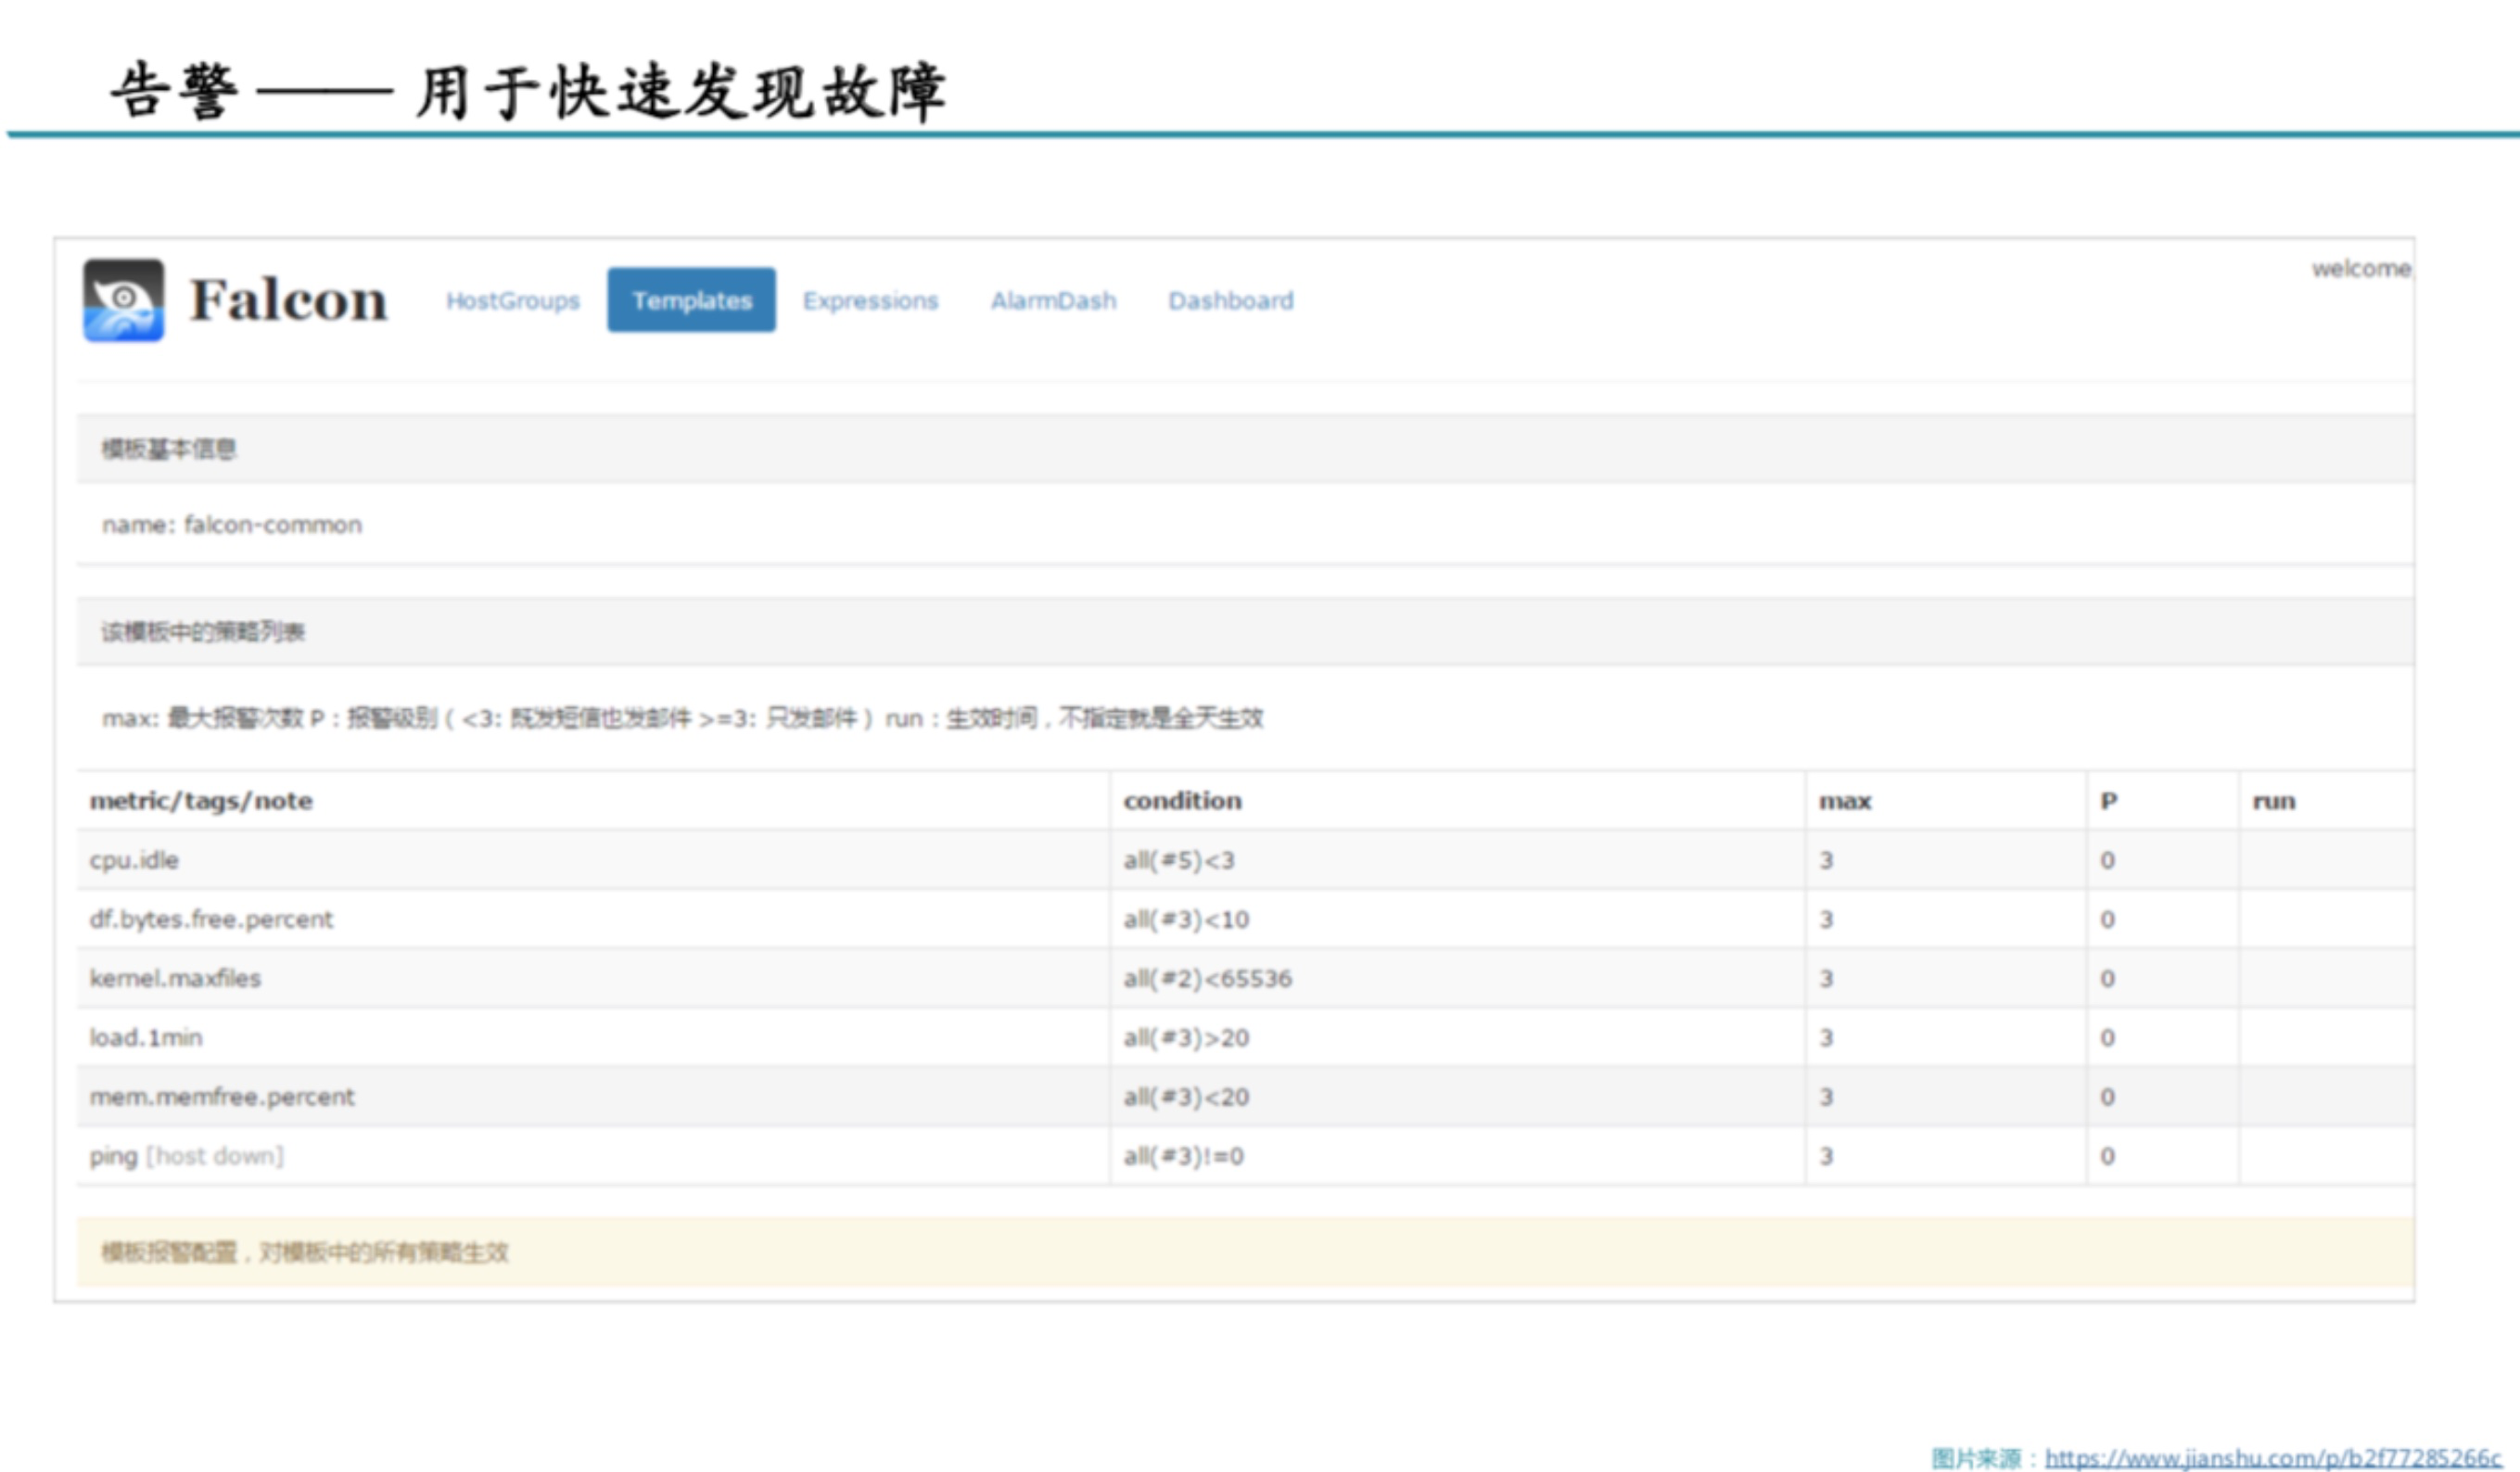 告警 —— 用于快速发现故障
welcome
Falcon HostGroups Templates Expressions AlarmDash Dashboard
模板基本信息
name: falcon-common
该模板中的策略列表
max: 最大报警次数 P：报警级别（<3: 既发短信也发邮件 >=3: 只发邮件）run：生效时间，不指定就是全天生效
metric/tags/note condition max P run
cpu.idle all(#5)<3 3 0
df.bytes.free.percent all(#3)<10 3 0
kernel.maxfiles all(#2)<65536 3 0
load.1min all(#3)>20 3 0
mem.memfree.percent all(#3)<20 3 0
ping [host down] all(#3)!=0 3 0
模板报警配置，对模板中的所有策略生效
图片来源：https://www.jianshu.com/p/b2f77285266c